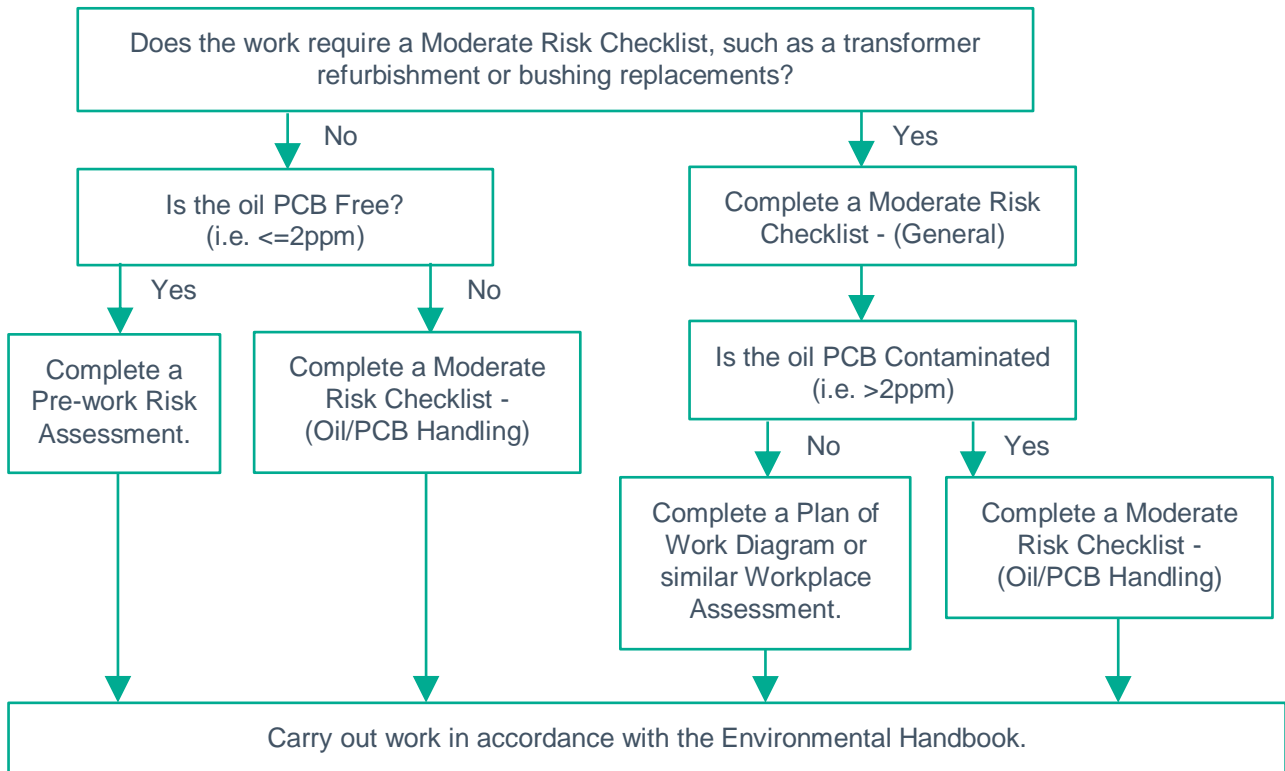 Does the work require a Moderate Risk Checklist, such as a transformer
refurbishment or bushing replacements?
No
Yes
Is the oil PCB Free?
(i.e. <=2ppm)
Complete a Moderate Risk
Checklist - (General)
Yes
No
Is the oil PCB Contaminated
(i.e. >2ppm)
Complete a
Pre-work Risk
Assessment.
Complete a Moderate
Risk Checklist -
(Oil/PCB Handling)
No
Yes
Complete a Plan of
Work Diagram or
similar Workplace
Assessment.
Complete a Moderate
Risk Checklist -
(Oil/PCB Handling)
Carry out work in accordance with the Environmental Handbook.